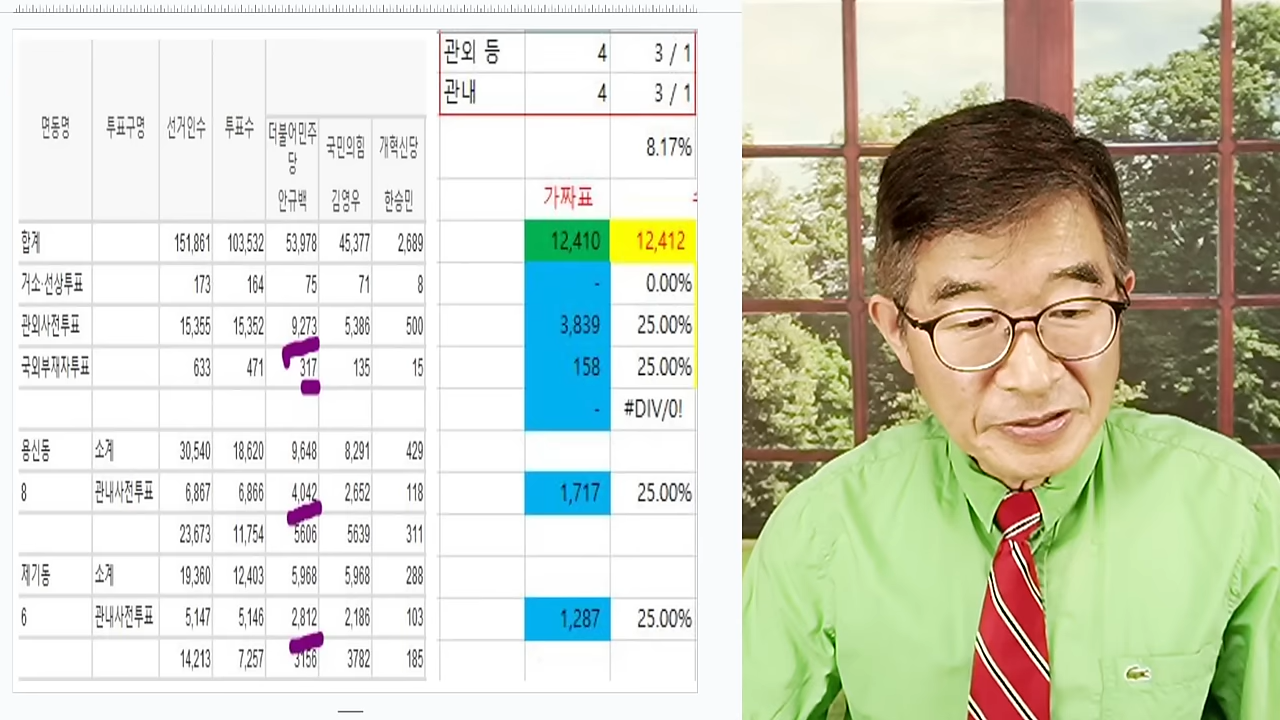 면동명 투표구명 선거인수 투표수 더불어민주당 안규백 국민의힘 김영우 개혁신당 한승민
합계 151,861 103,532 53,978 45,377 2,689
거소·선상투표 173 164 75 71 8
관외사전투표 15,355 15,352 9,273 5,386 500
국외부재자투표 633 471 317 135 15
용신동 소계 30,540 18,620 9,648 8,291 429
8 관내사전투표 6,867 6,866 4,042 2,652 118
23,673 11,754 5606 5639 311
제기동 소계 19,360 12,403 5,968 5,968 288
6 관내사전투표 5,147 5,146 2,812 2,186 103
14,213 7,257 3156 3782 185
관외 등 4 3 / 1
관내 4 3 / 1
8.17%
가짜표
12,410 12,412
- 0.00%
3,839 25.00%
158 25.00%
- #DIV/0!
1,717 25.00%
1,287 25.00%